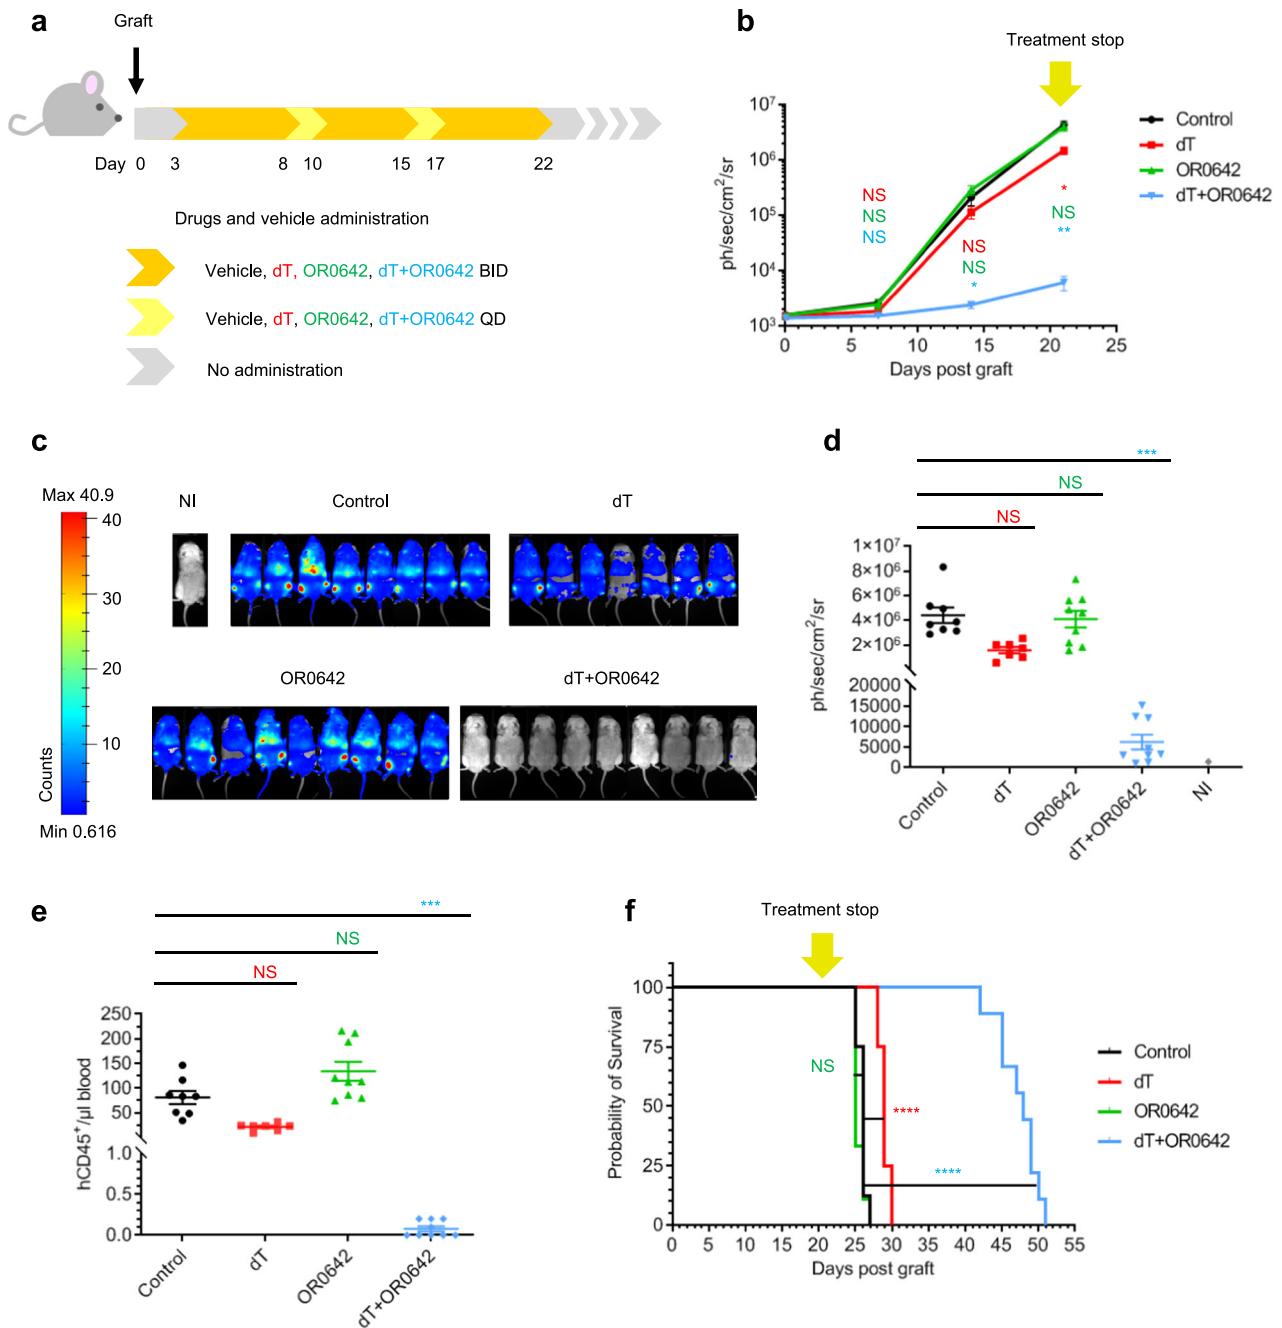 a
Graft
Day 0 3 8 10 15 17 22
Drugs and vehicle administration
Vehicle, dT, OR0642, dT+OR0642 BID
Vehicle, dT, OR0642, dT+OR0642 QD
No administration
b
Treatment stop
ph/sec/cm²/sr
10⁷
10⁶
10⁵
10⁴
10³
NS
NS
NS
NS
NS
*
*
NS
**
0 5 10 15 20 25
Days post graft
Control
dT
OR0642
dT+OR0642
c
Max 40.9
40
30
20
10
Counts
Min 0.616
NI
Control
dT
OR0642
dT+OR0642
d
***
NS
NS
ph/sec/cm²/sr
1×10⁷
8×10⁶
6×10⁶
4×10⁶
2×10⁶
20000
15000
10000
5000
0
Control
dT
OR0642
dT+OR0642
NI
e
***
NS
NS
hCD45⁺/µl blood
250
200
150
100
50
1.0
0.5
0.0
Control
dT
OR0642
dT+OR0642
f
Treatment stop
Probability of Survival
100
75
50
25
0
NS
****
****
0 5 10 15 20 25 30 35 40 45 50 55
Days post graft
Control
dT
OR0642
dT+OR0642